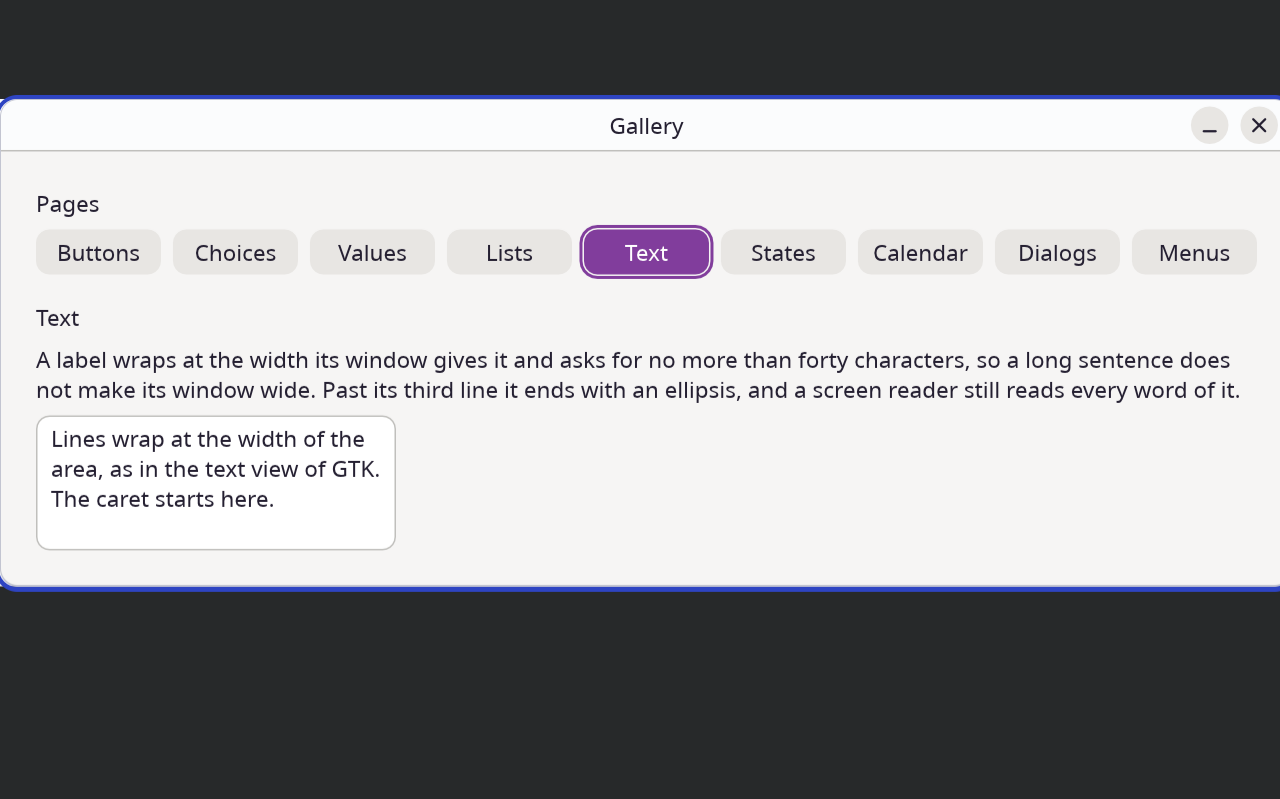 Gallery
Pages
Buttons Choices Values Lists Text States Calendar Dialogs Menus
Text
A label wraps at the width its window gives it and asks for no more than forty characters, so a long sentence does
not make its window wide. Past its third line it ends with an ellipsis, and a screen reader still reads every word of it.
Lines wrap at the width of the
area, as in the text view of GTK.
The caret starts here.